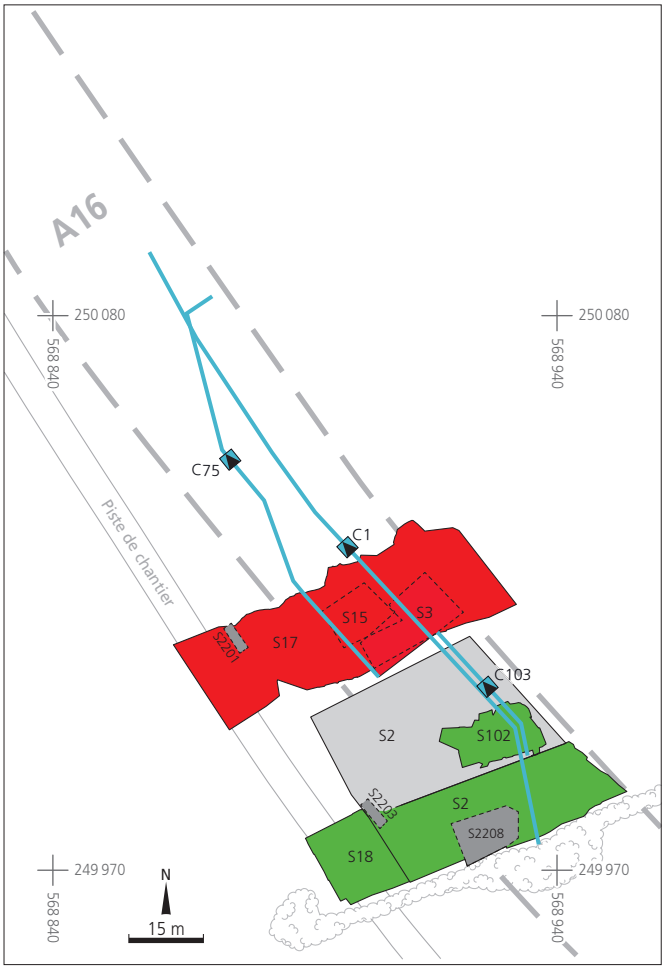 A16
250 080
250 080
568 840
568 940
C75
Piste de chantier
C1
S15
S3
S17
S2201
C103
S2
S102
S2203
S2
S2208
S18
249 970
249 970
568 840
568 940
N
15 m